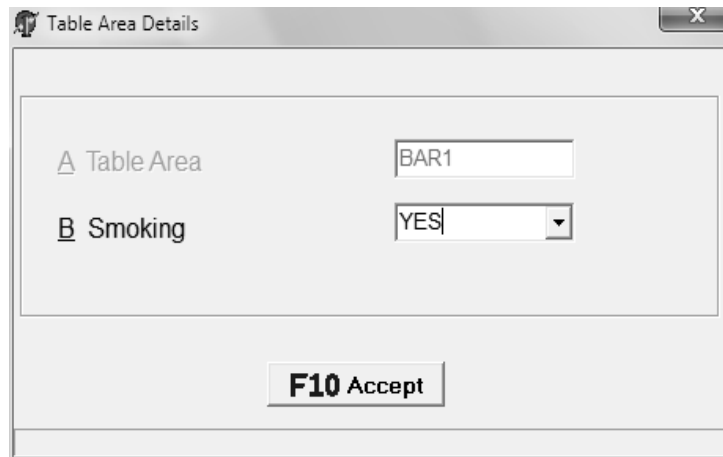 Table Area Details
X
A Table Area BAR1
B Smoking YES
F10 Accept